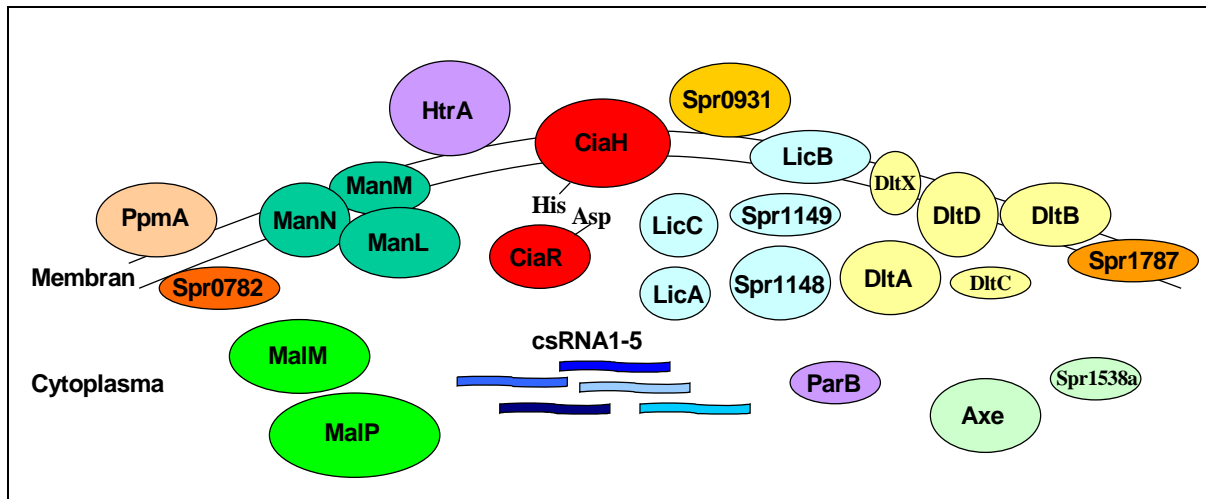 HtrA
CiaH
Spr0931
LicB
ManM
DltX
PpmA
ManN
His
Asp
LicC
Spr1149
DltD
DltB
ManL
CiaR
Membran
Spr0782
LicA
Spr1148
DltA
DltC
Spr1787
csRNA1-5
MalM
Cytoplasma
ParB
Spr1538a
Axe
MalP